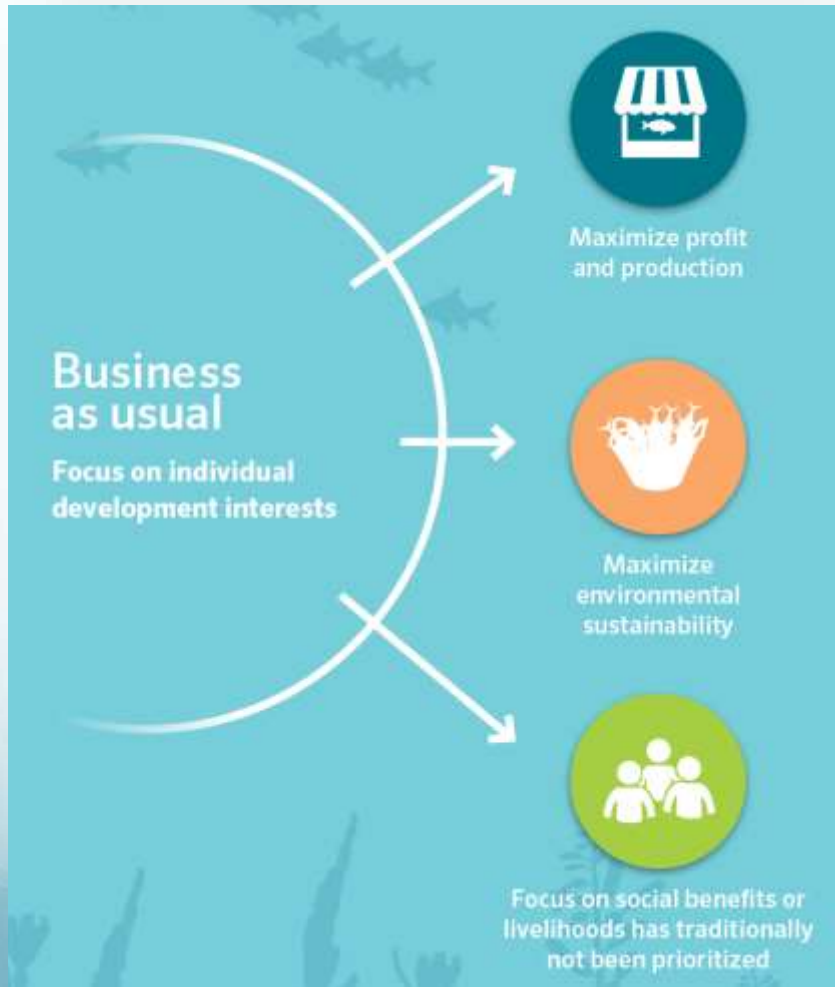 Business
as usual
Focus on individual
development interests
Maximize profit
and production
Maximize
environmental
sustainability
Focus on social benefits or
livelihoods has traditionally
not been prioritized